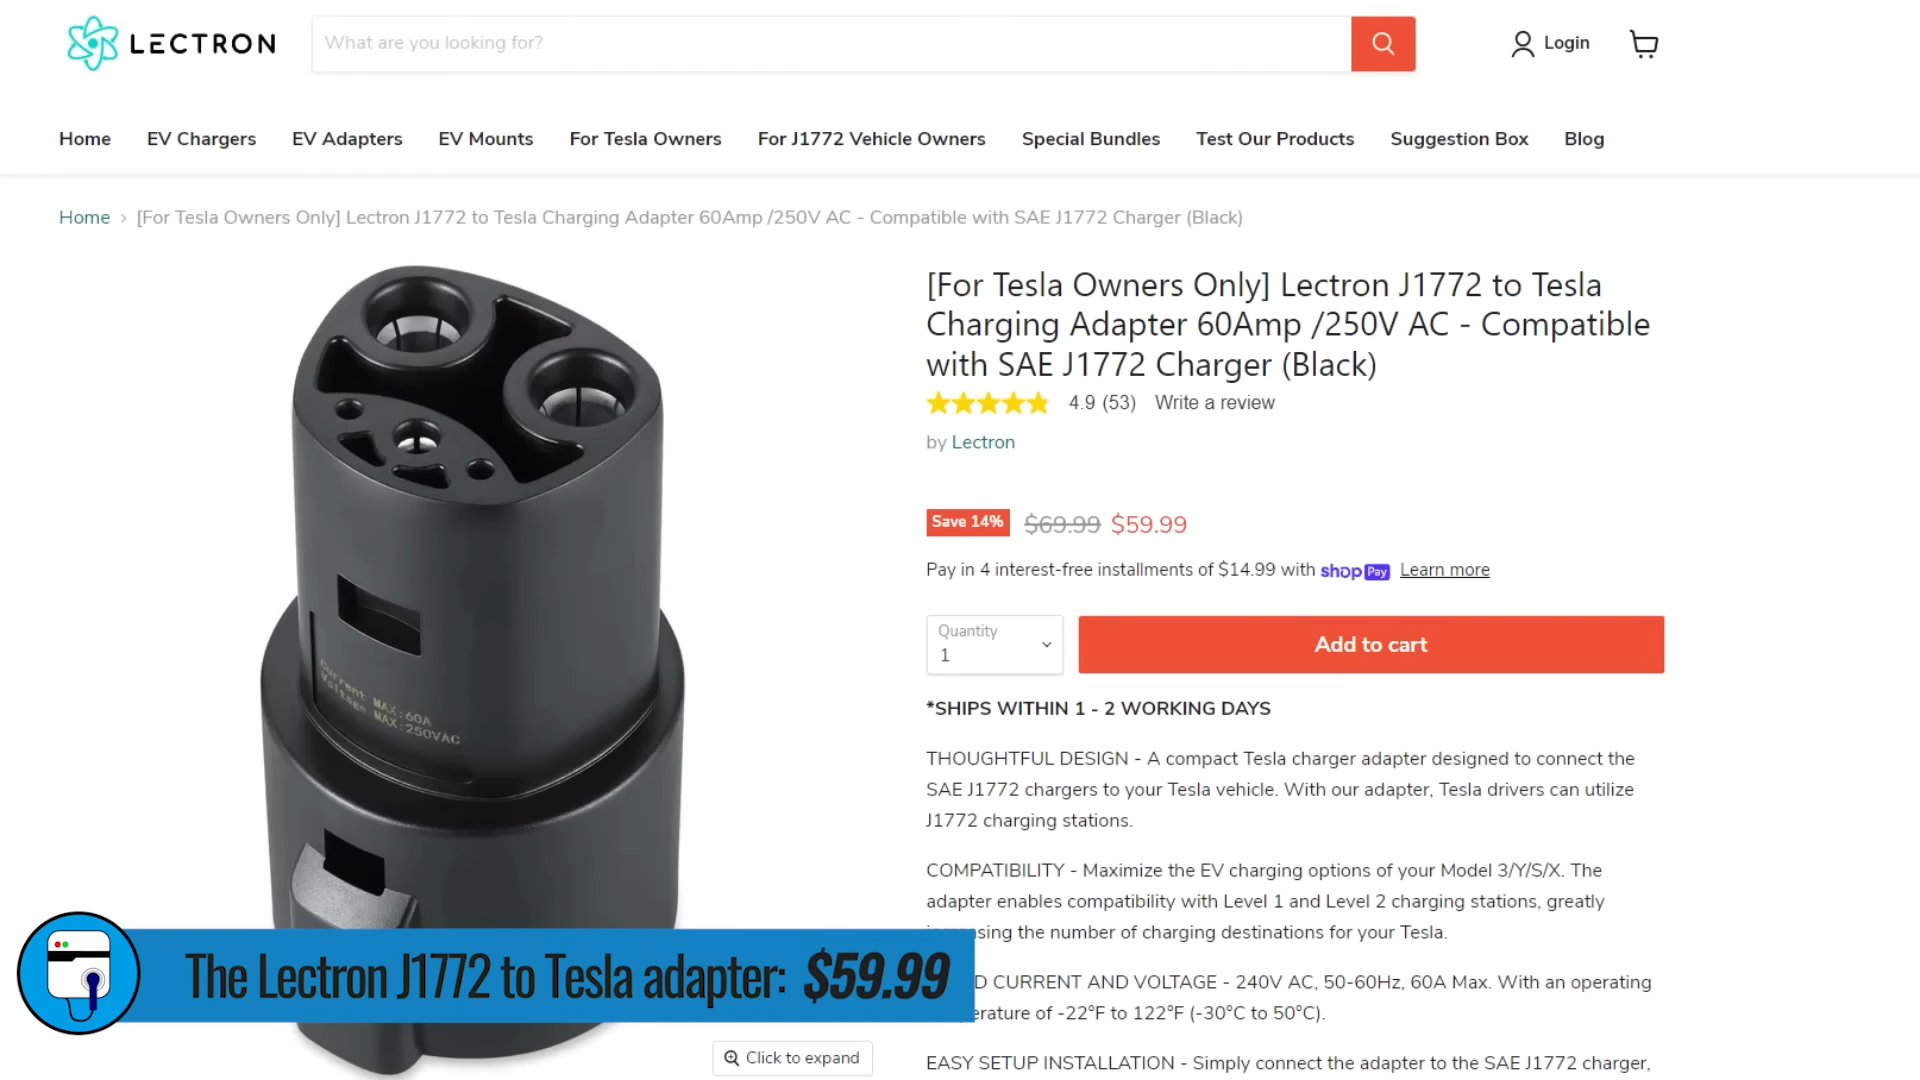 LECTRON
What are you looking for?
Login
Home EV Chargers EV Adapters EV Mounts For Tesla Owners For J1772 Vehicle Owners Special Bundles Test Our Products Suggestion Box Blog
Home › [For Tesla Owners Only] Lectron J1772 to Tesla Charging Adapter 60Amp /250V AC - Compatible with SAE J1772 Charger (Black)
[For Tesla Owners Only] Lectron J1772 to Tesla
Charging Adapter 60Amp /250V AC - Compatible
with SAE J1772 Charger (Black)
4.9 (53) Write a review
by Lectron
Save 14% $69.99 $59.99
Pay in 4 interest-free installments of $14.99 with shop Pay Learn more
Quantity
1
Add to cart
*SHIPS WITHIN 1 - 2 WORKING DAYS
THOUGHTFUL DESIGN - A compact Tesla charger adapter designed to connect the
SAE J1772 chargers to your Tesla vehicle. With our adapter, Tesla drivers can utilize
J1772 charging stations.
COMPATIBILITY - Maximize the EV charging options of your Model 3/Y/S/X. The
adapter enables compatibility with Level 1 and Level 2 charging stations, greatly
the number of charging destinations for your Tesla.
CURRENT AND VOLTAGE - 240V AC, 50-60Hz, 60A Max. With an operating
of -22°F to 122°F (-30°C to 50°C).
EASY SETUP INSTALLATION - Simply connect the adapter to the SAE J1772 charger,
Current MAX:60A
Voltage MAX:250VAC
The Lectron J1772 to Tesla adapter: $59.99
Click to expand